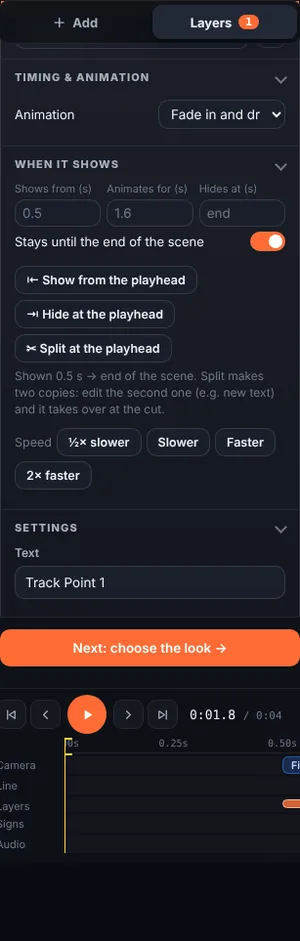 + Add
Layers 1
TIMING & ANIMATION
Animation
Fade in and dr
WHEN IT SHOWS
Shows from (s) Animates for (s) Hides at (s)
0.5 1.6 end
Stays until the end of the scene
⇤ Show from the playhead
⇥ Hide at the playhead
✂ Split at the playhead
Shown 0.5 s → end of the scene. Split makes
two copies: edit the second one (e.g. new text)
and it takes over at the cut.
Speed ½× slower Slower Faster
2× faster
SETTINGS
Text
Track Point 1
Next: choose the look →
0:01.8 / 0:04
0s 0.25s 0.50s
Camera Fi
Line
Layers
Signs
Audio